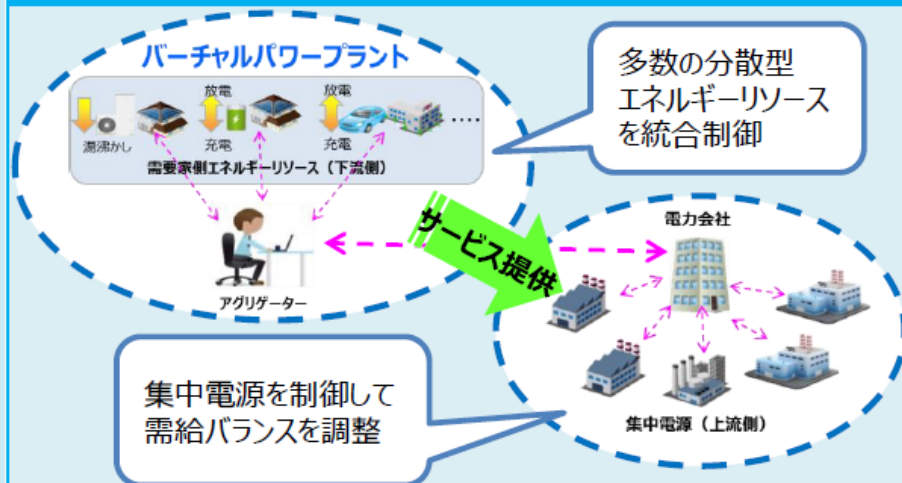 バーチャルパワープラント
放電
放電
湯沸かし
充電
充電
････
需要家側エネルギーリソース（下流側）
アグリゲーター
多数の分散型
エネルギーリソース
を統合制御
サービス提供
電力会社
集中電源（上流側）
集中電源を制御して
需給バランスを調整